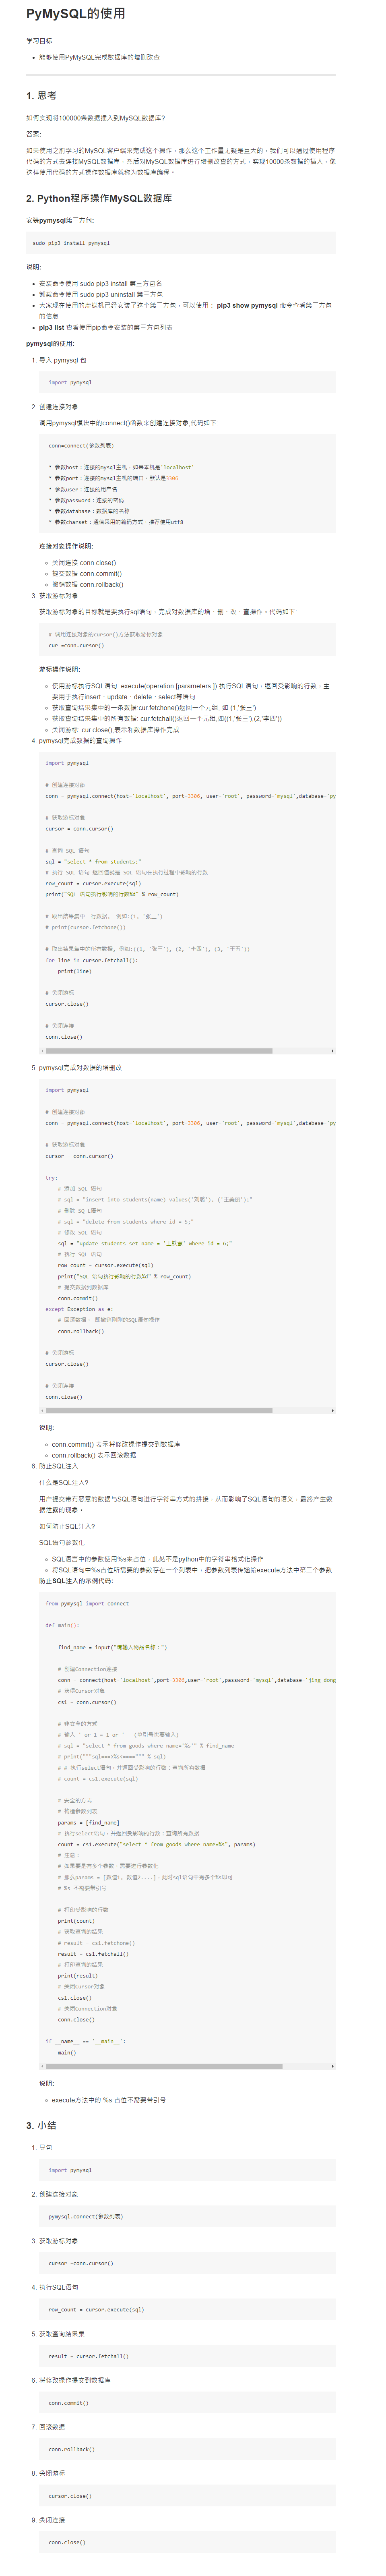 PyMySQL的使用
学习目标
• 能够使用PyMySQL完成数据库的增删改查
1. 思考
如何实现将100000条数据插入到MySQL数据库?
答案:
如果使用之前学习的MySQL客户端来完成这个操作，那么这个工作量无疑是巨大的，我们可以通过使用程序
代码的方式去连接MySQL数据库，然后对MySQL数据库进行增删改查的方式，实现10000条数据的插入，像
这样使用代码的方式操作数据库就称为数据库编程。
2. Python程序操作MySQL数据库
安装pymysql第三方包:
sudo pip3 install pymysql
说明:
• 安装命令使用 sudo pip3 install 第三方包名
• 卸载命令使用 sudo pip3 uninstall 第三方包
• 大家现在使用的虚拟机已经安装了这个第三方包，可以使用： pip3 show pymysql 命令查看第三方包
的信息
• pip3 list 查看使用pip命令安装的第三方包列表
pymysql的使用:
1. 导入 pymysql 包
import pymysql
2. 创建连接对象
调用pymysql模块中的connect()函数来创建连接对象,代码如下:
conn=connect(参数列表)
* 参数host：连接的mysql主机，如果本机是'localhost'
* 参数port：连接的mysql主机的端口，默认是3306
* 参数user：连接的用户名
* 参数password：连接的密码
* 参数database：数据库的名称
* 参数charset：通信采用的编码方式，推荐使用utf8
连接对象操作说明:
◦ 关闭连接 conn.close()
◦ 提交数据 conn.commit()
◦ 撤销数据 conn.rollback()
3. 获取游标对象
获取游标对象的目标就是要执行sql语句，完成对数据库的增、删、改、查操作。代码如下:
# 调用连接对象的cursor()方法获取游标对象
cur =conn.cursor()
游标操作说明:
◦ 使用游标执行SQL语句: execute(operation [parameters ]) 执行SQL语句，返回受影响的行数，主
要用于执行insert、update、delete、select等语句
◦ 获取查询结果集中的一条数据:cur.fetchone()返回一个元组, 如 (1,'张三')
◦ 获取查询结果集中的所有数据: cur.fetchall()返回一个元组,如((1,'张三'),(2,'李四'))
◦ 关闭游标: cur.close(),表示和数据库操作完成
4. pymysql完成数据的查询操作
import pymysql
# 创建连接对象
conn = pymysql.connect(host='localhost', port=3306, user='root', password='mysql',database='py
# 获取游标对象
cursor = conn.cursor()
# 查询 SQL 语句
sql = "select * from students;"
# 执行 SQL 语句 返回值就是 SQL 语句在执行过程中影响的行数
row_count = cursor.execute(sql)
print("SQL 语句执行影响的行数%d" % row_count)
# 取出结果集中一行数据, 例如:(1, '张三')
# print(cursor.fetchone())
# 取出结果集中的所有数据, 例如:((1, '张三'), (2, '李四'), (3, '王五'))
for line in cursor.fetchall():
print(line)
# 关闭游标
cursor.close()
# 关闭连接
conn.close()
5. pymysql完成对数据的增删改
import pymysql
# 创建连接对象
conn = pymysql.connect(host='localhost', port=3306, user='root', password='mysql',database='py
# 获取游标对象
cursor = conn.cursor()
try:
# 添加 SQL 语句
# sql = "insert into students(name) values('刘璐'), ('王美丽');"
# 删除 SQ L语句
# sql = "delete from students where id = 5;"
# 修改 SQL 语句
sql = "update students set name = '王铁蛋' where id = 6;"
# 执行 SQL 语句
row_count = cursor.execute(sql)
print("SQL 语句执行影响的行数%d" % row_count)
# 提交数据到数据库
conn.commit()
except Exception as e:
# 回滚数据， 即撤销刚刚的SQL语句操作
conn.rollback()
# 关闭游标
cursor.close()
# 关闭连接
conn.close()
说明:
◦ conn.commit() 表示将修改操作提交到数据库
◦ conn.rollback() 表示回滚数据
6. 防止SQL注入
什么是SQL注入?
用户提交带有恶意的数据与SQL语句进行字符串方式的拼接，从而影响了SQL语句的语义，最终产生数
据泄露的现象。
如何防止SQL注入?
SQL语句参数化
◦ SQL语言中的参数使用%s来占位，此处不是python中的字符串格式化操作
◦ 将SQL语句中%s占位所需要的参数存在一个列表中，把参数列表传递给execute方法中第二个参数
防止SQL注入的示例代码:
from pymysql import connect
def main():
find_name = input("请输入物品名称：")
# 创建Connection连接
conn = connect(host='localhost',port=3306,user='root',password='mysql',database='jing_dong
# 获得Cursor对象
cs1 = conn.cursor()
# 非安全的方式
# 输入 ' or 1 = 1 or ' (单引号也要输入)
# sql = "select * from goods where name='%s'" % find_name
# print("""sql===>%s<====""" % sql)
# # 执行select语句，并返回受影响的行数：查询所有数据
# count = cs1.execute(sql)
# 安全的方式
# 构造参数列表
params = [find_name]
# 执行select语句，并返回受影响的行数：查询所有数据
count = cs1.execute("select * from goods where name=%s", params)
# 注意：
# 如果要是有多个参数，需要进行参数化
# 那么params = [数值1, 数值2....]，此时sql语句中有多个%s即可
# %s 不需要带引号
# 打印受影响的行数
print(count)
# 获取查询的结果
# result = cs1.fetchone()
result = cs1.fetchall()
# 打印查询的结果
print(result)
# 关闭Cursor对象
cs1.close()
# 关闭Connection对象
conn.close()
if __name__ == '__main__':
main()
说明:
◦ execute方法中的 %s 占位不需要带引号
3. 小结
1. 导包
import pymysql
2. 创建连接对象
pymysql.connect(参数列表)
3. 获取游标对象
cursor =conn.cursor()
4. 执行SQL语句
row_count = cursor.execute(sql)
5. 获取查询结果集
result = cursor.fetchall()
6. 将修改操作提交到数据库
conn.commit()
7. 回滚数据
conn.rollback()
8. 关闭游标
cursor.close()
9. 关闭连接
conn.close()